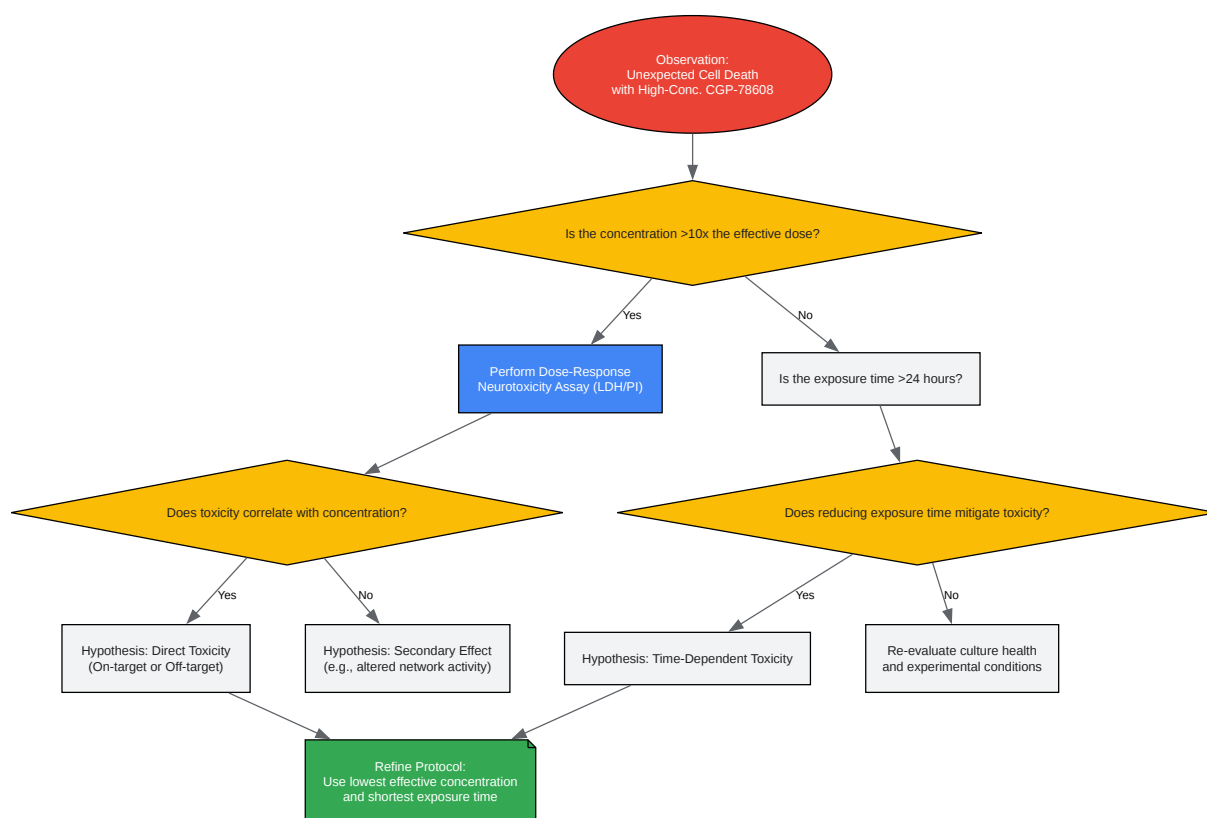 Observation:
Unexpected Cell Death
with High-Conc. CGP-78608
Is the concentration >10x the effective dose?
Yes
No
Perform Dose-Response
Neurotoxicity Assay (LDH/PI)
Is the exposure time >24 hours?
Does toxicity correlate with concentration?
Does reducing exposure time mitigate toxicity?
Yes
No
Yes
No
Hypothesis: Direct Toxicity
(On-target or Off-target)
Hypothesis: Secondary Effect
(e.g., altered network activity)
Hypothesis: Time-Dependent Toxicity
Re-evaluate culture health
and experimental conditions
Refine Protocol:
Use lowest effective concentration
and shortest exposure time